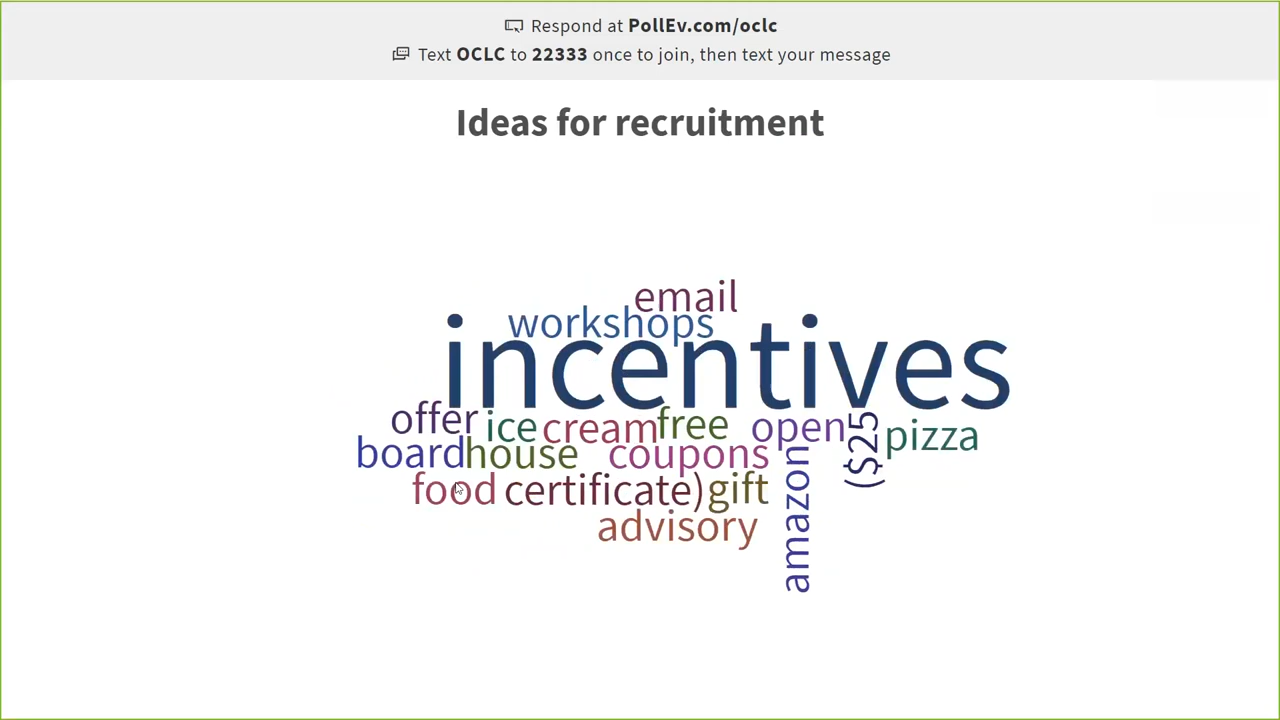 Respond at PollEv.com/oclc
Text OCLC to 22333 once to join, then text your message
Ideas for recruitment
email
workshops
incentives
offer ice cream free open ($25 pizza
board house coupons
food certificate) gift amazon
advisory